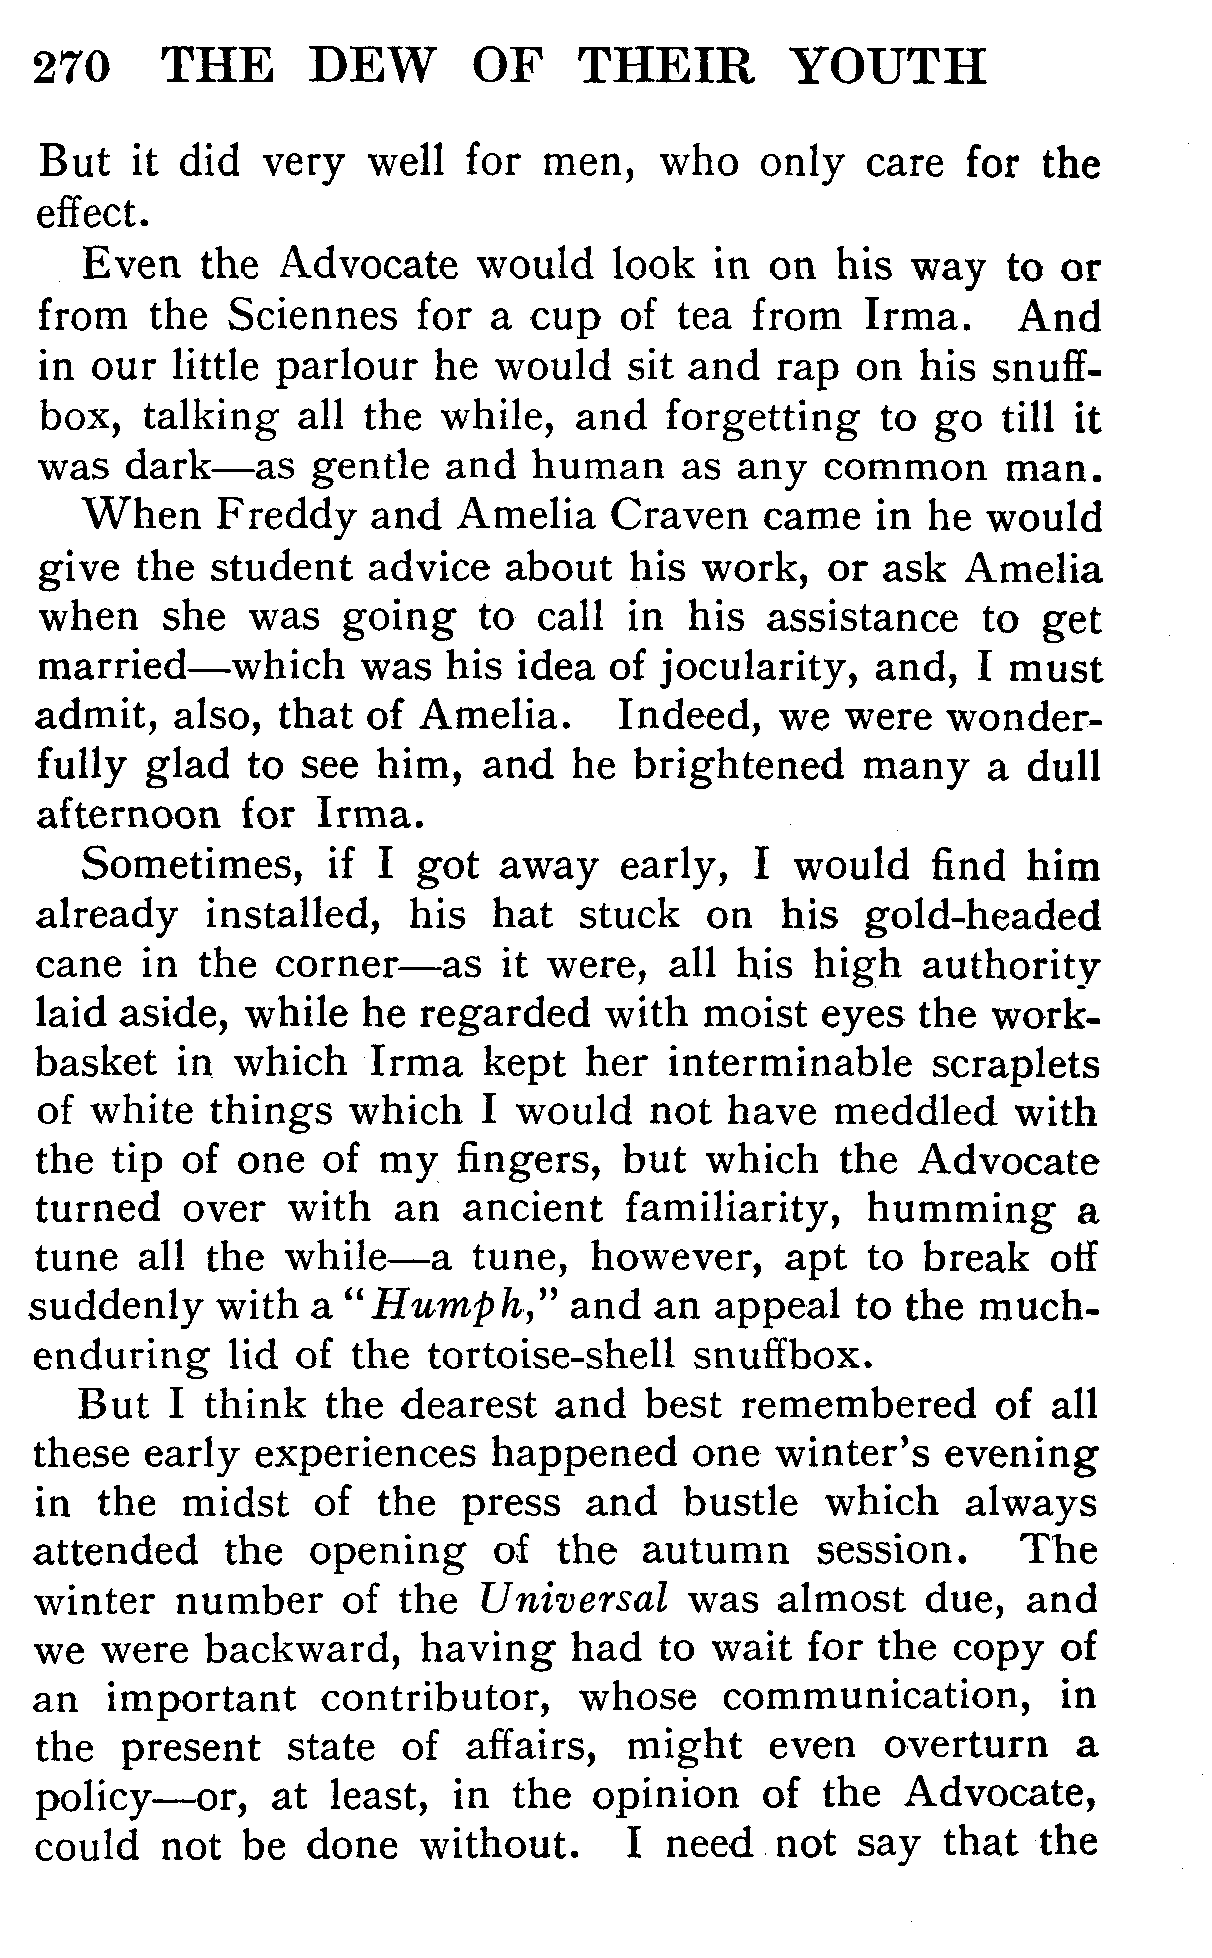 270 THE DEW OF THEIR YOUTH
But it did very well for men, who only care for the
effect.
Even the Advocate would look in on his way to or
from the Sciennes for a cup of tea from Irma. And
in our little parlour he would sit and rap on his snuff-
box, talking all the while, and forgetting to go till it
was dark—as gentle and human as any common man.
When Freddy and Amelia Craven came in he would
give the student advice about his work, or ask Amelia
when she was going to call in his assistance to get
married—which was his idea of jocularity, and, I must
admit, also, that of Amelia. Indeed, we were wonder-
fully glad to see him, and he brightened many a dull
afternoon for Irma.
Sometimes, if I got away early, I would find him
already installed, his hat stuck on his gold-headed
cane in the corner—as it were, all his high authority
laid aside, while he regarded with moist eyes the work-
basket in which Irma kept her interminable scraplets
of white things which I would not have meddled with
the tip of one of my fingers, but which the Advocate
turned over with an ancient familiarity, humming a
tune all the while—a tune, however, apt to break off
suddenly with a "Humph," and an appeal to the much-
enduring lid of the tortoise-shell snuffbox.
But I think the dearest and best remembered of all
these early experiences happened one winter's evening
in the midst of the press and bustle which always
attended the opening of the autumn session. The
winter number of the Universal was almost due, and
we were backward, having had to wait for the copy of
an important contributor, whose communication, in
the present state of affairs, might even overturn a
policy—or, at least, in the opinion of the Advocate,
could not be done without. I need not say that the